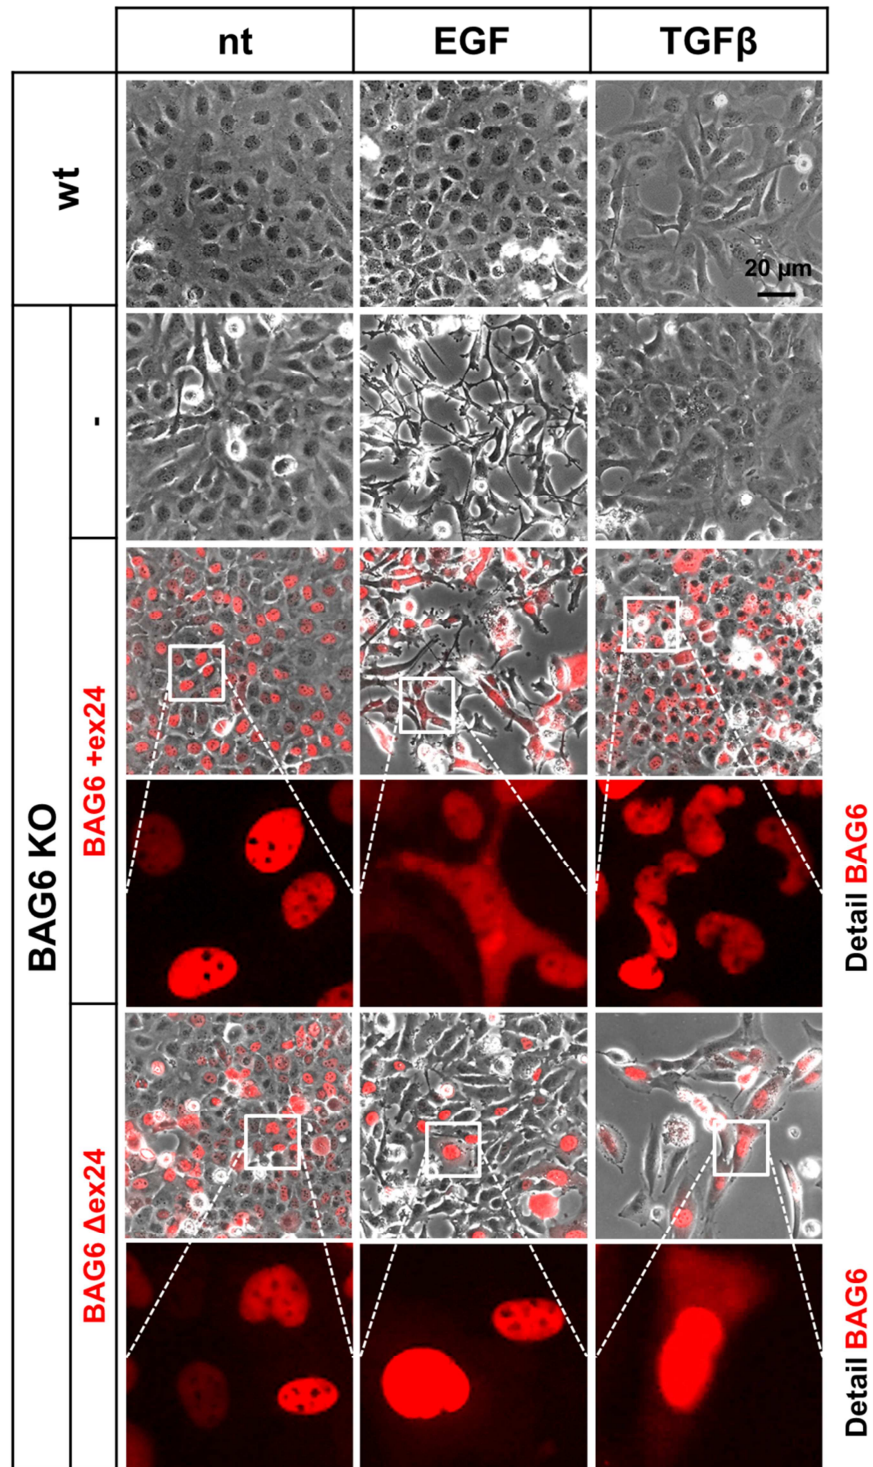 nt
EGF
TGFβ
wt
20 µm
BAG6 KO
-
BAG6 +ex24
Detail BAG6
BAG6 Δex24
Detail BAG6